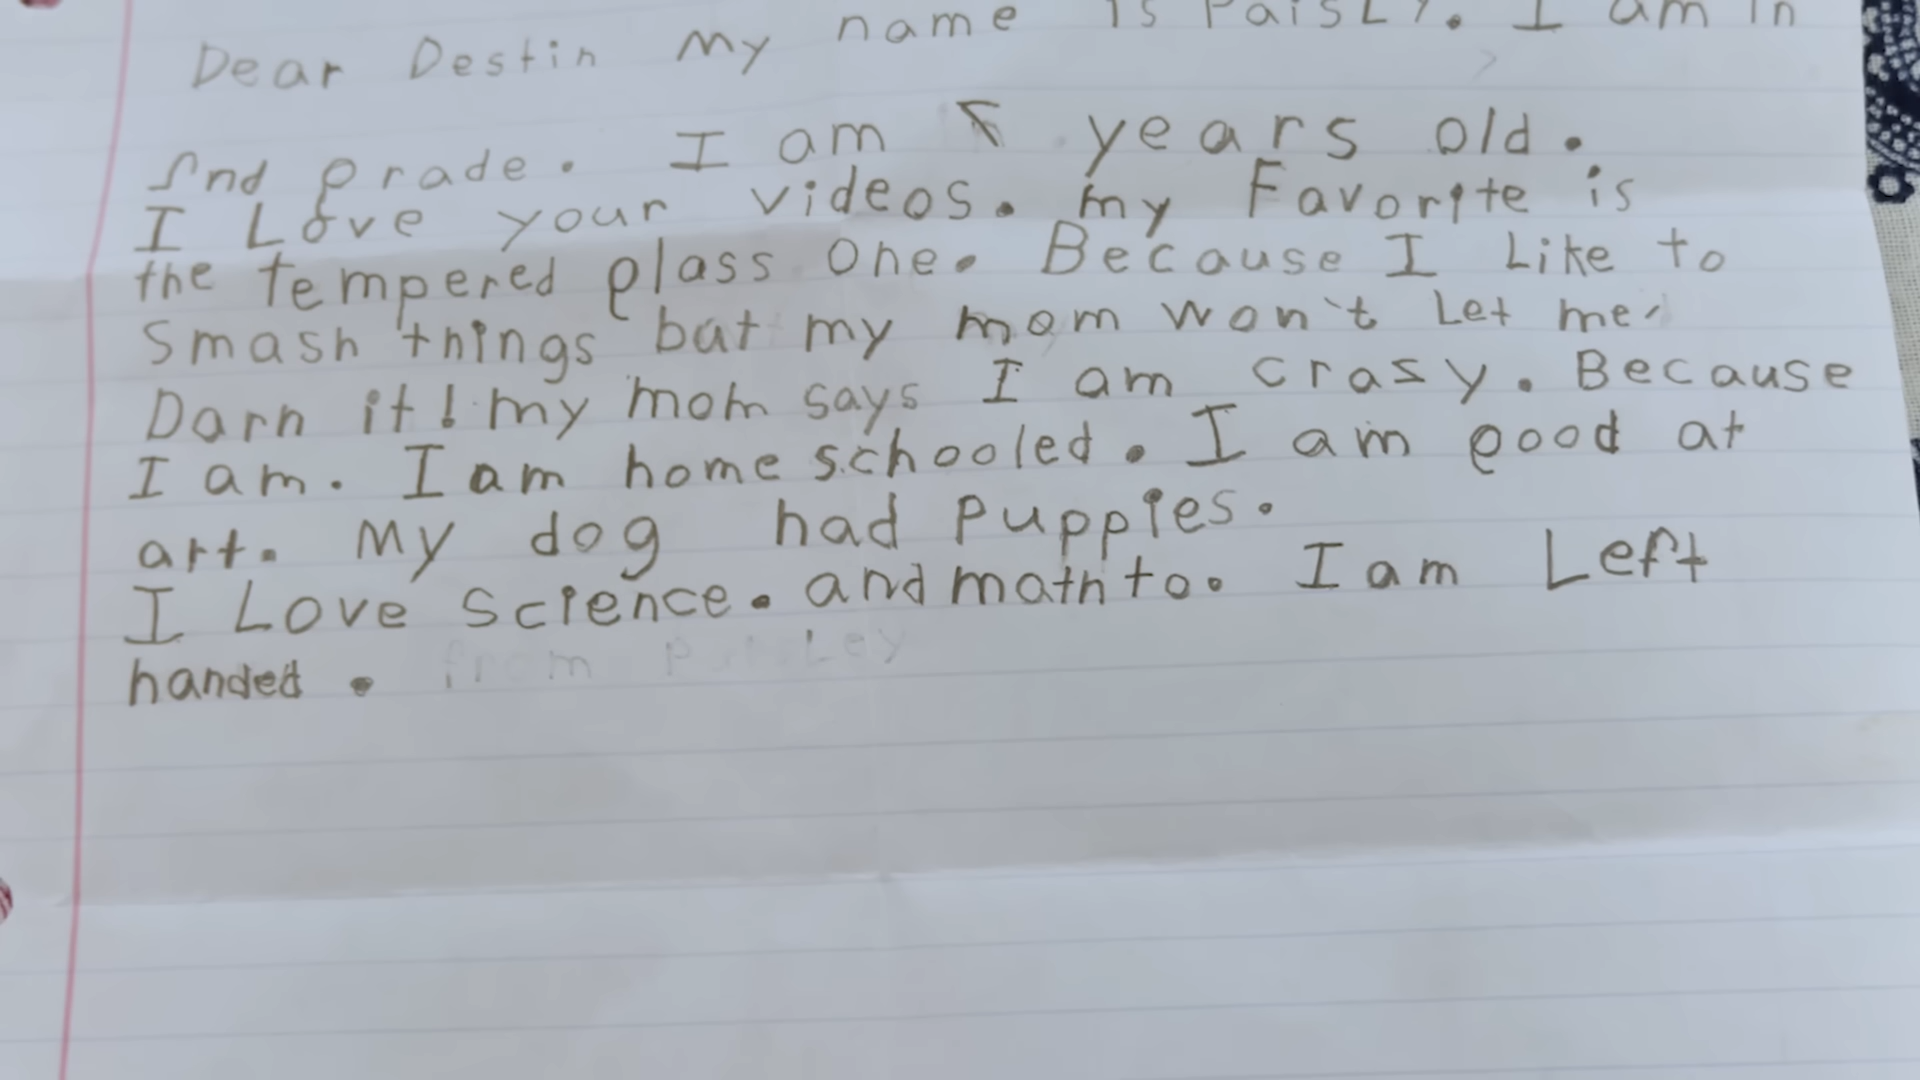 Dear Destin My name is Paisly. I am in
2nd grade. I am years old.
I Love your videos. my Favorite is
the tempered glass one. Because I Like to
Smash things but my mom won't Let me.
Darn it! my mom says I am crasy. Because
I am. I am home schooled. I am good at
art. My dog had puppies.
I Love Science. and math to. I am Left
handed. from Paisley